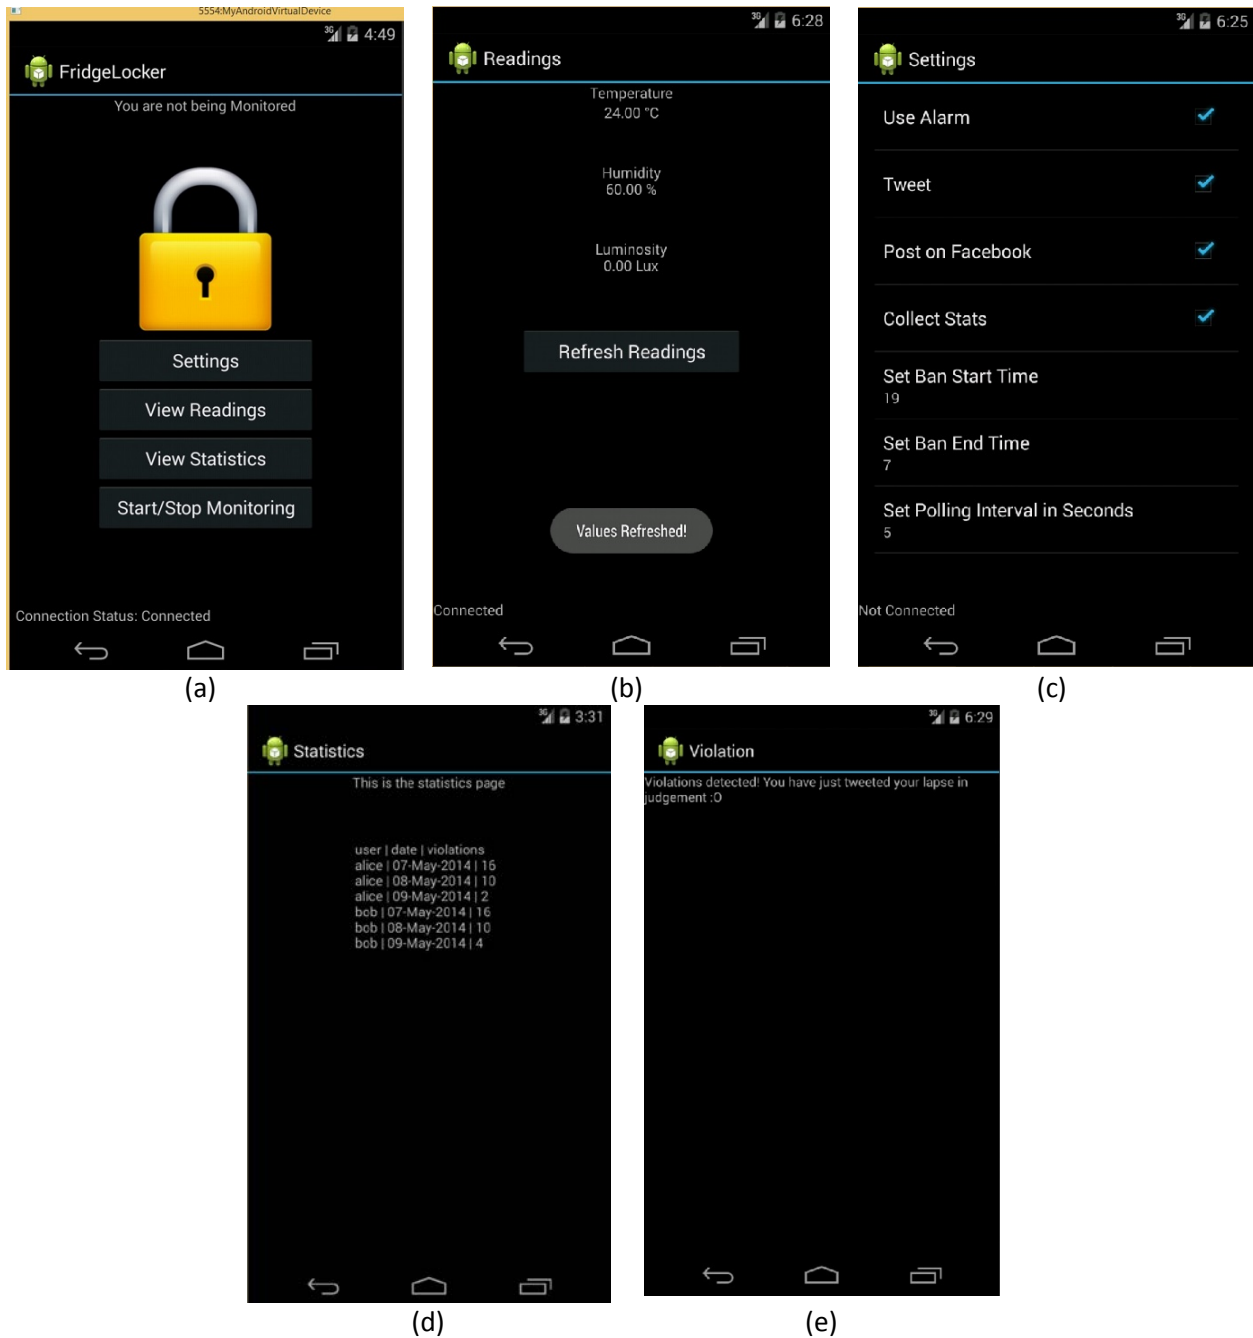 5554:MyAndroidVirtualDevice
3G 4:49
FridgeLocker
You are not being Monitored
Settings
View Readings
View Statistics
Start/Stop Monitoring
Connection Status: Connected
(a)
3G 6:28
Readings
Temperature
24.00 °C
Humidity
60.00 %
Luminosity
0.00 Lux
Refresh Readings
Values Refreshed!
Connected
(b)
3G 6:25
Settings
Use Alarm
Tweet
Post on Facebook
Collect Stats
Set Ban Start Time
19
Set Ban End Time
7
Set Polling Interval in Seconds
5
Not Connected
(c)
3G 3:31
Statistics
This is the statistics page
user | date | violations
alice | 07-May-2014 | 16
alice | 08-May-2014 | 10
alice | 09-May-2014 | 2
bob | 07-May-2014 | 16
bob | 08-May-2014 | 10
bob | 09-May-2014 | 4
(d)
3G 6:29
Violation
Violations detected! You have just tweeted your lapse in
judgement :O
(e)